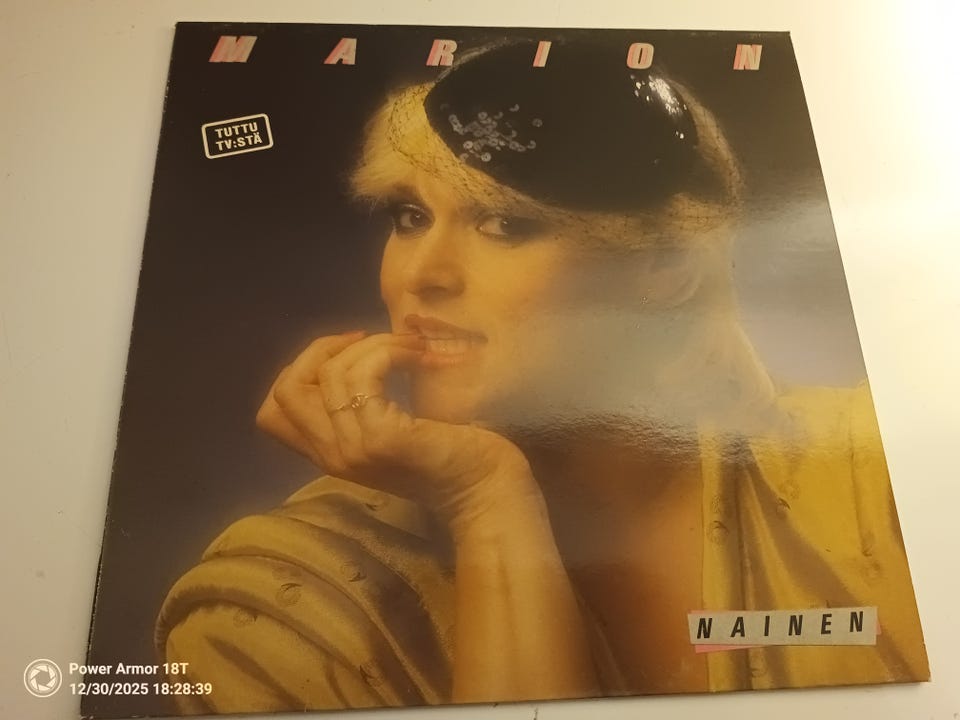 MARION
TUTTU
TV:STÄ
NAINEN
Power Armor 18T
12/30/2025 18:28:39